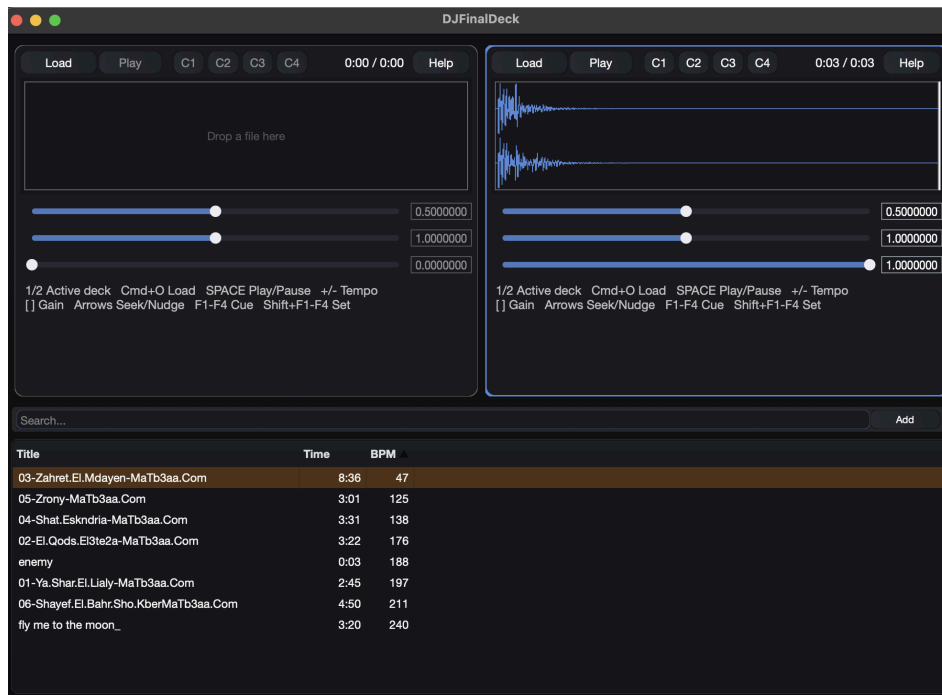 DJFinalDeck
Load Play C1 C2 C3 C4 0:00 / 0:00 Help
Drop a file here
0.5000000
1.0000000
0.0000000
1/2 Active deck Cmd+O Load SPACE Play/Pause +/- Tempo
[ ] Gain Arrows Seek/Nudge F1-F4 Cue Shift+F1-F4 Set
Load Play C1 C2 C3 C4 0:03 / 0:03 Help
0.5000000
1.0000000
1.0000000
1/2 Active deck Cmd+O Load SPACE Play/Pause +/- Tempo
[ ] Gain Arrows Seek/Nudge F1-F4 Cue Shift+F1-F4 Set
Search... Add
Title Time BPM
03-Zahret.El.Mdayen-MaTb3aa.Com 8:36 47
05-Zrony-MaTb3aa.Com 3:01 125
04-Shat.Eskndria-MaTb3aa.Com 3:31 138
02-El.Qods.El3te2a-MaTb3aa.Com 3:22 176
enemy 0:03 188
01-Ya.Shar.El.Lialy-MaTb3aa.Com 2:45 197
06-Shayef.El.Bahr.Sho.KberMaTb3aa.Com 4:50 211
fly me to the moon_ 3:20 240